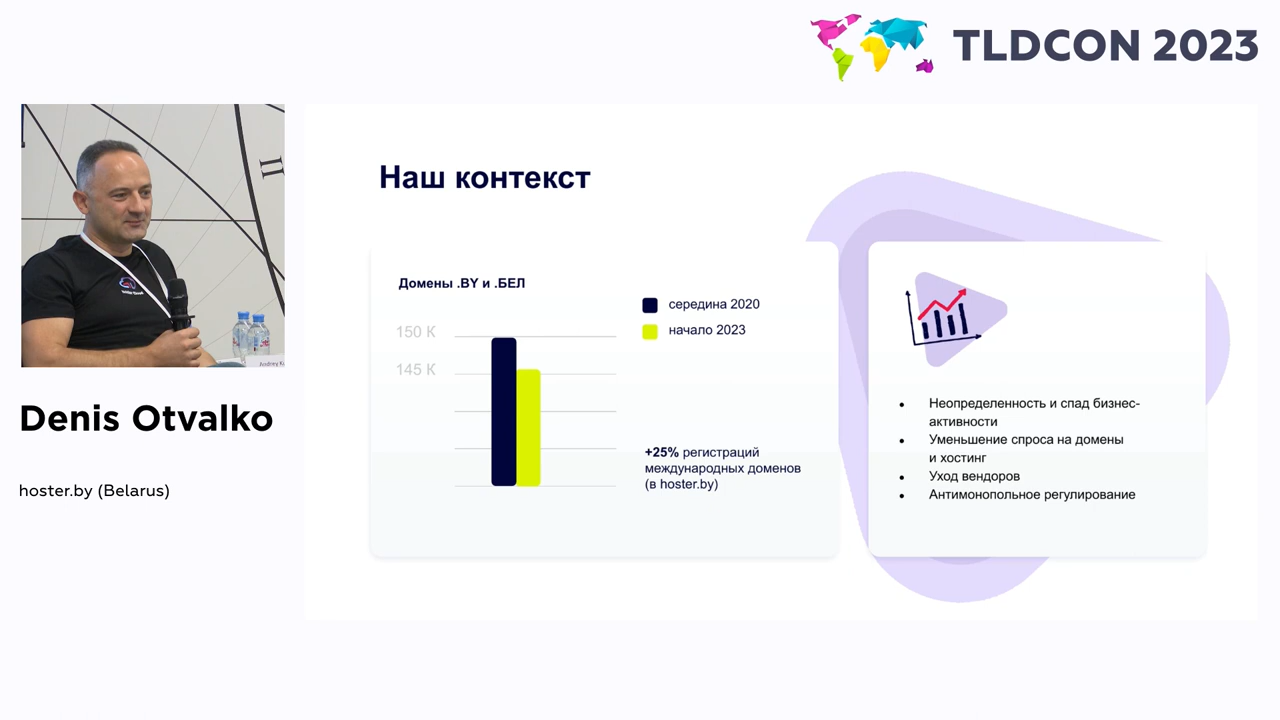 TLDCON 2023
Наш контекст
Домены .BY и .БЕЛ
середина 2020
начало 2023
150 K
145 K
+25% регистраций
международных доменов
(в hoster.by)
Неопределенность и спад бизнес-
активности
Уменьшение спроса на домены
и хостинг
Уход вендоров
Антимонопольное регулирование
II
Denis Otvalko
hoster.by (Belarus)